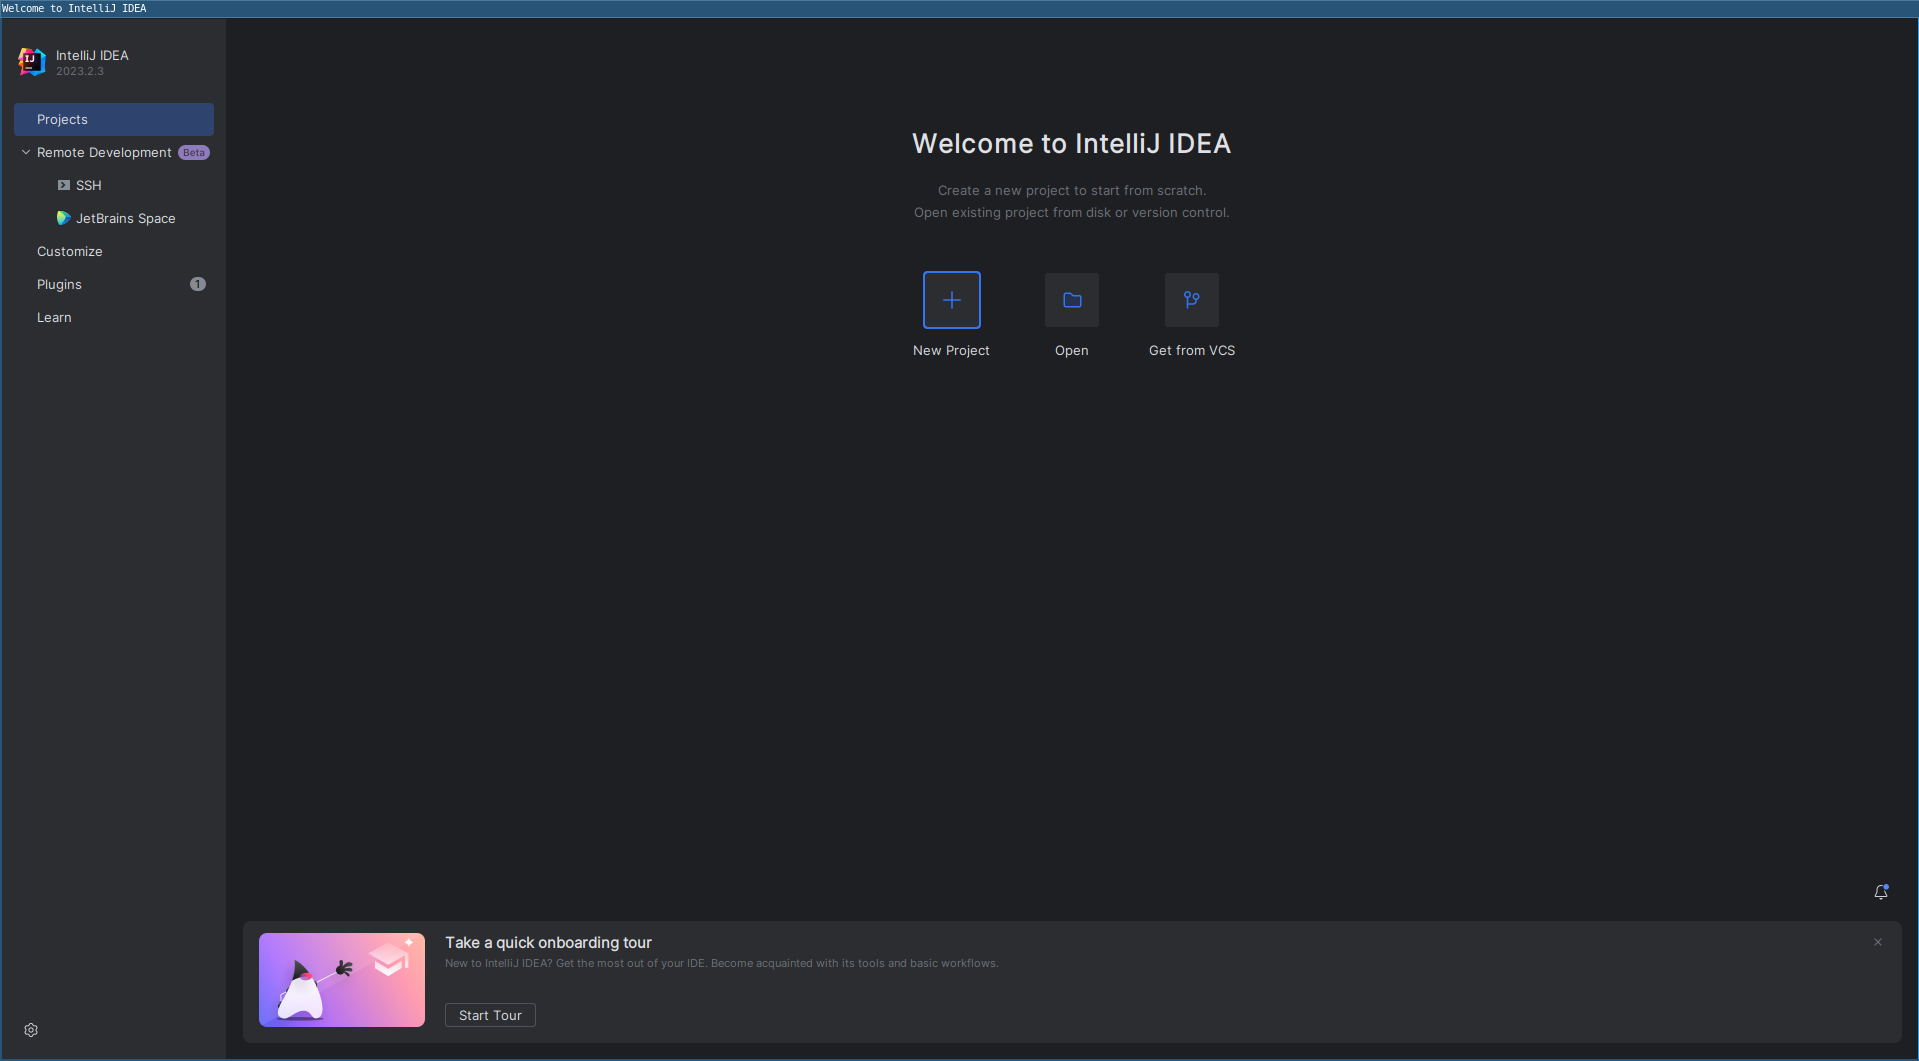 Welcome to IntelliJ IDEA
IntelliJ IDEA
2023.2.3
Projects
Remote Development Beta
SSH
JetBrains Space
Customize
Plugins 1
Learn
Welcome to IntelliJ IDEA
Create a new project to start from scratch.
Open existing project from disk or version control.
New Project Open Get from VCS
Take a quick onboarding tour
New to IntelliJ IDEA? Get the most out of your IDE. Become acquainted with its tools and basic workflows.
Start Tour